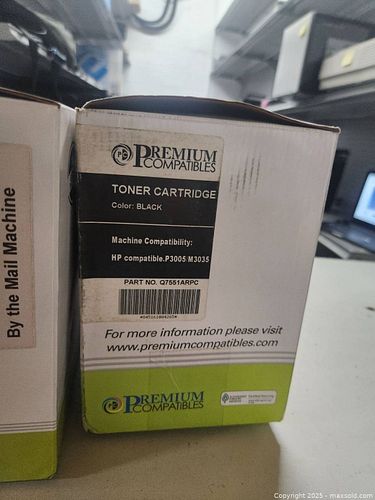 PREMIUM
COMPATIBLES
TONER CARTRIDGE
Color: BLACK
Machine Compatibility:
HP compatible.P3005/M3035
PART NO. Q7551ARPC
For more information please visit
www.premiumcompatibles.com
PREMIUM
COMPATIBLES
By the Mail Machine
Copyright 2025 - maxsold.com